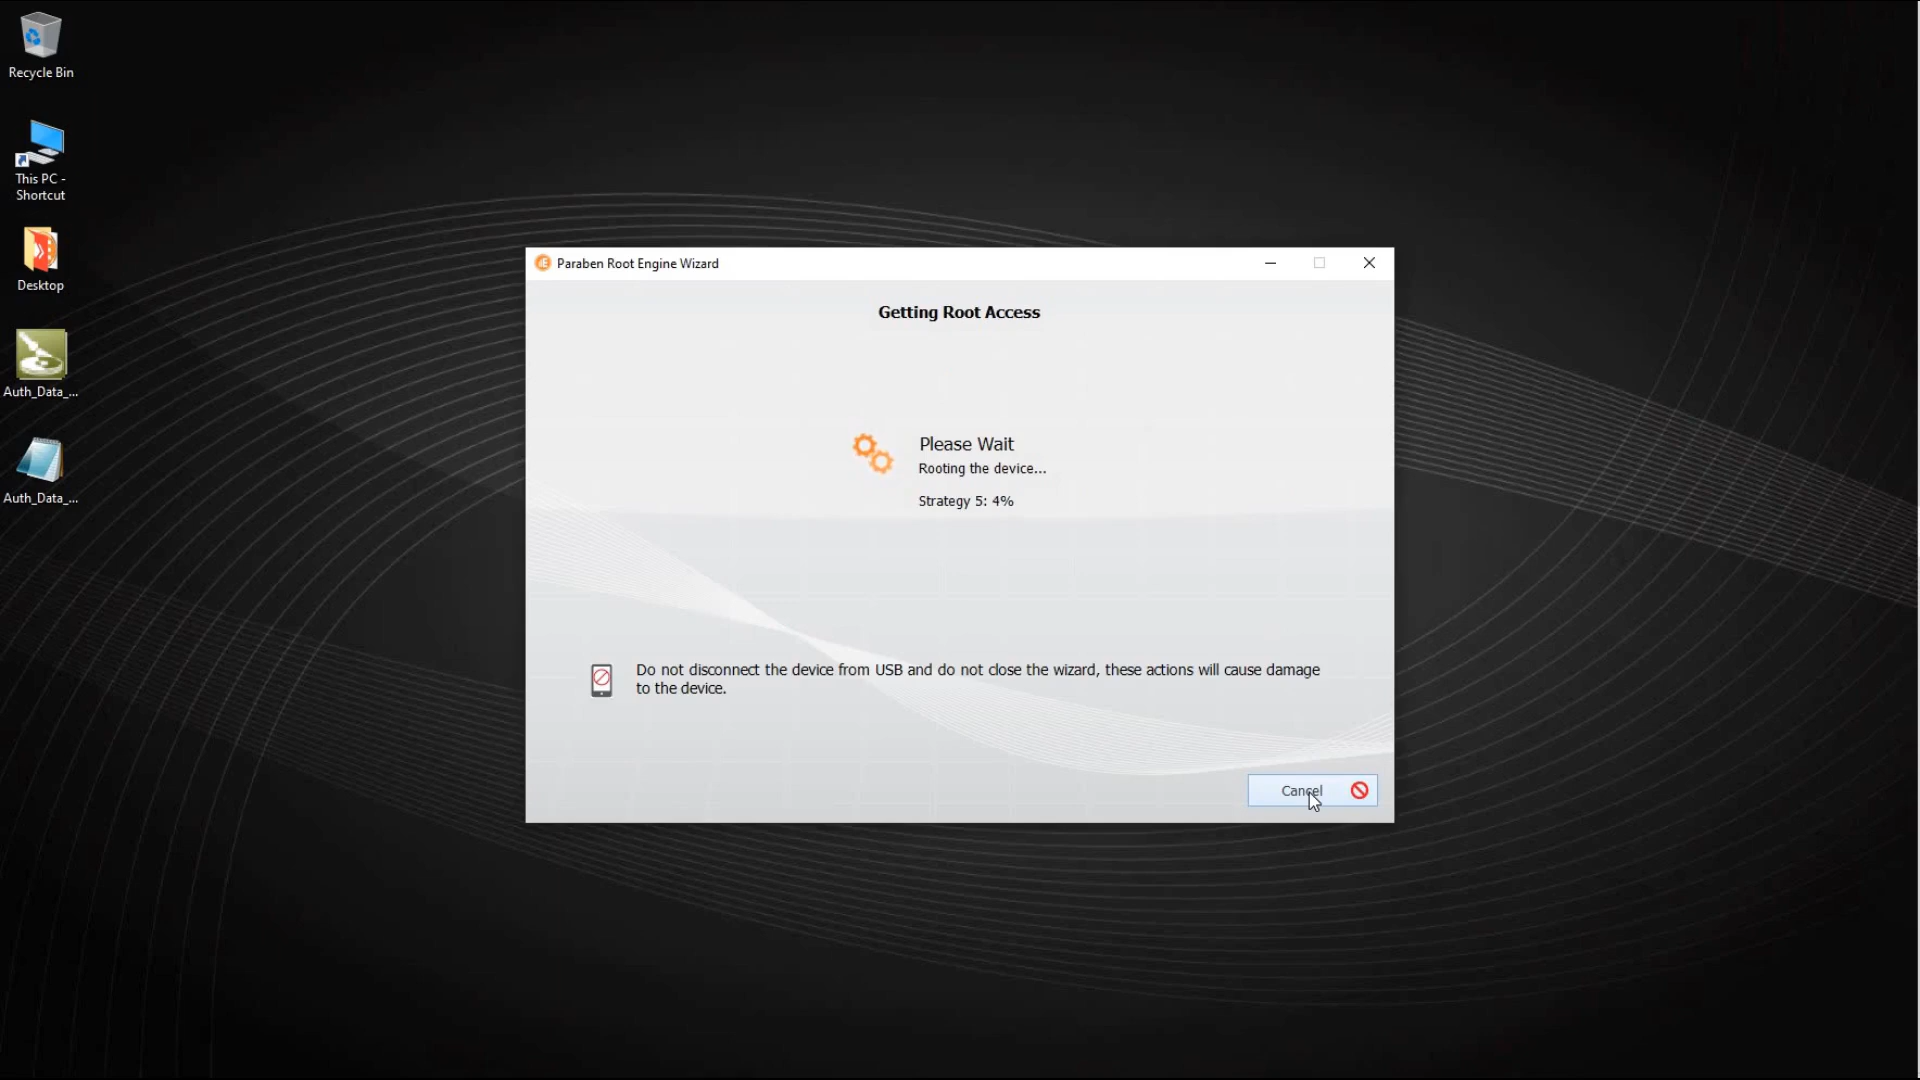 Recycle Bin
This PC -
Shortcut
Desktop
Auth_Data_...
Auth_Data_...
Paraben Root Engine Wizard
Getting Root Access
Please Wait
Rooting the device...
Strategy 5: 4%
Do not disconnect the device from USB and do not close the wizard, these actions will cause damage
to the device.
Cancel